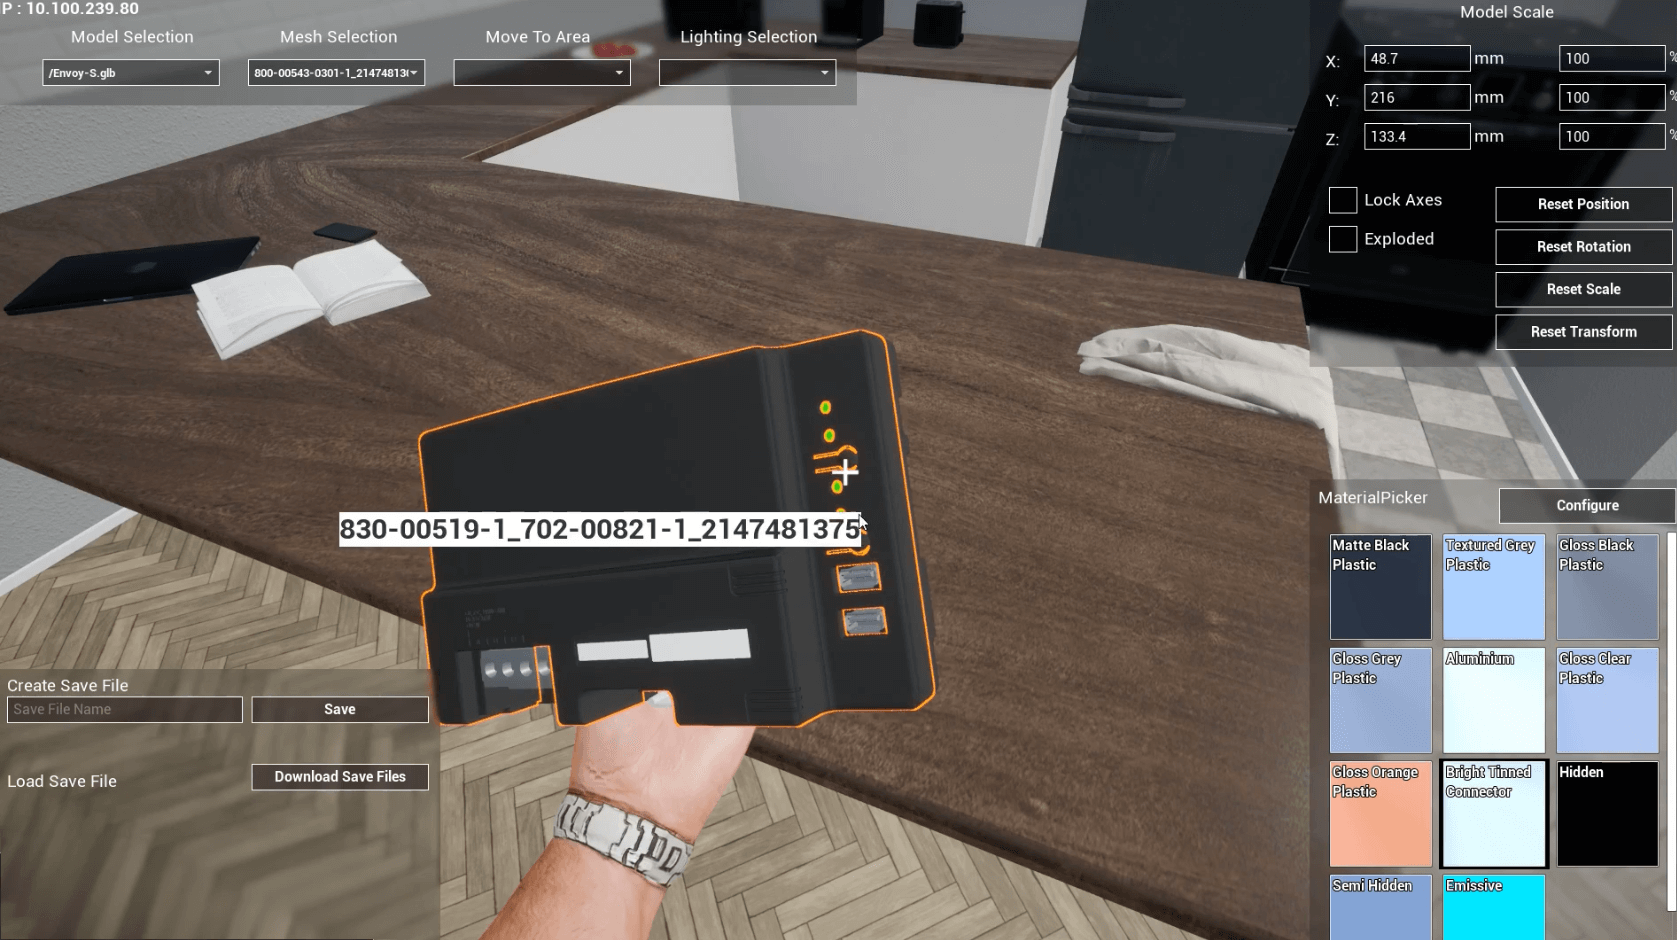 IP : 10.100.239.80
Model Selection
Mesh Selection
Move To Area
Lighting Selection
/Envoy-S.glb
800-00543-0301-1_21474813
Model Scale
X:
48.7
mm
100
%
Y:
216
mm
100
%
Z:
133.4
mm
100
%
Lock Axes
Exploded
Reset Position
Reset Rotation
Reset Scale
Reset Transform
830-00519-1_702-00821-1_2147481375
MaterialPicker
Configure
Matte Black
Plastic
Textured Grey
Plastic
Gloss Black
Plastic
Gloss Grey
Plastic
Aluminium
Gloss Clear
Plastic
Gloss Orange
Plastic
Bright Tinned
Connector
Hidden
Semi Hidden
Emissive
Create Save File
Save File Name
Save
Load Save File
Download Save Files